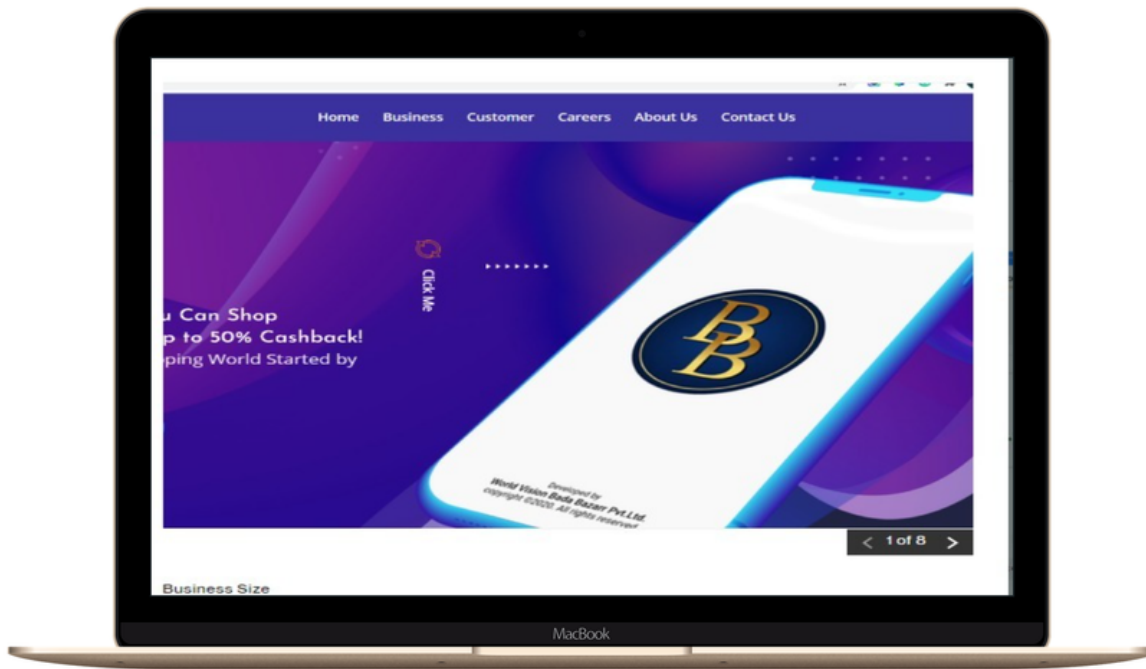 Home Business Customer Careers About Us Contact Us
Click Me
u Can Shop
p to 50% Cashback!
ping World Started by
BB
Developed by
World Vision Bada Bazarr Pvt.Ltd.
copyright ©2020. All rights reserved
1 of 8
Business Size
MacBook